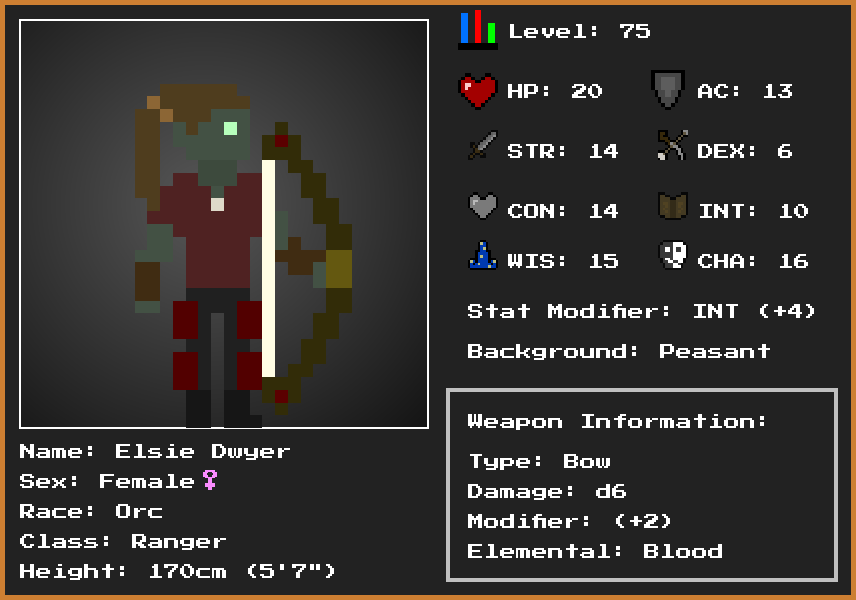 Level: 75
HP: 20 AC: 13
STR: 14 DEX: 6
CON: 14 INT: 10
WIS: 15 CHA: 16
Stat Modifier: INT (+4)
Background: Peasant
Weapon Information:
Type: Bow
Damage: d6
Modifier: (+2)
Elemental: Blood
Name: Elsie Dwyer
Sex: Female♀
Race: Orc
Class: Ranger
Height: 170cm (5'7")